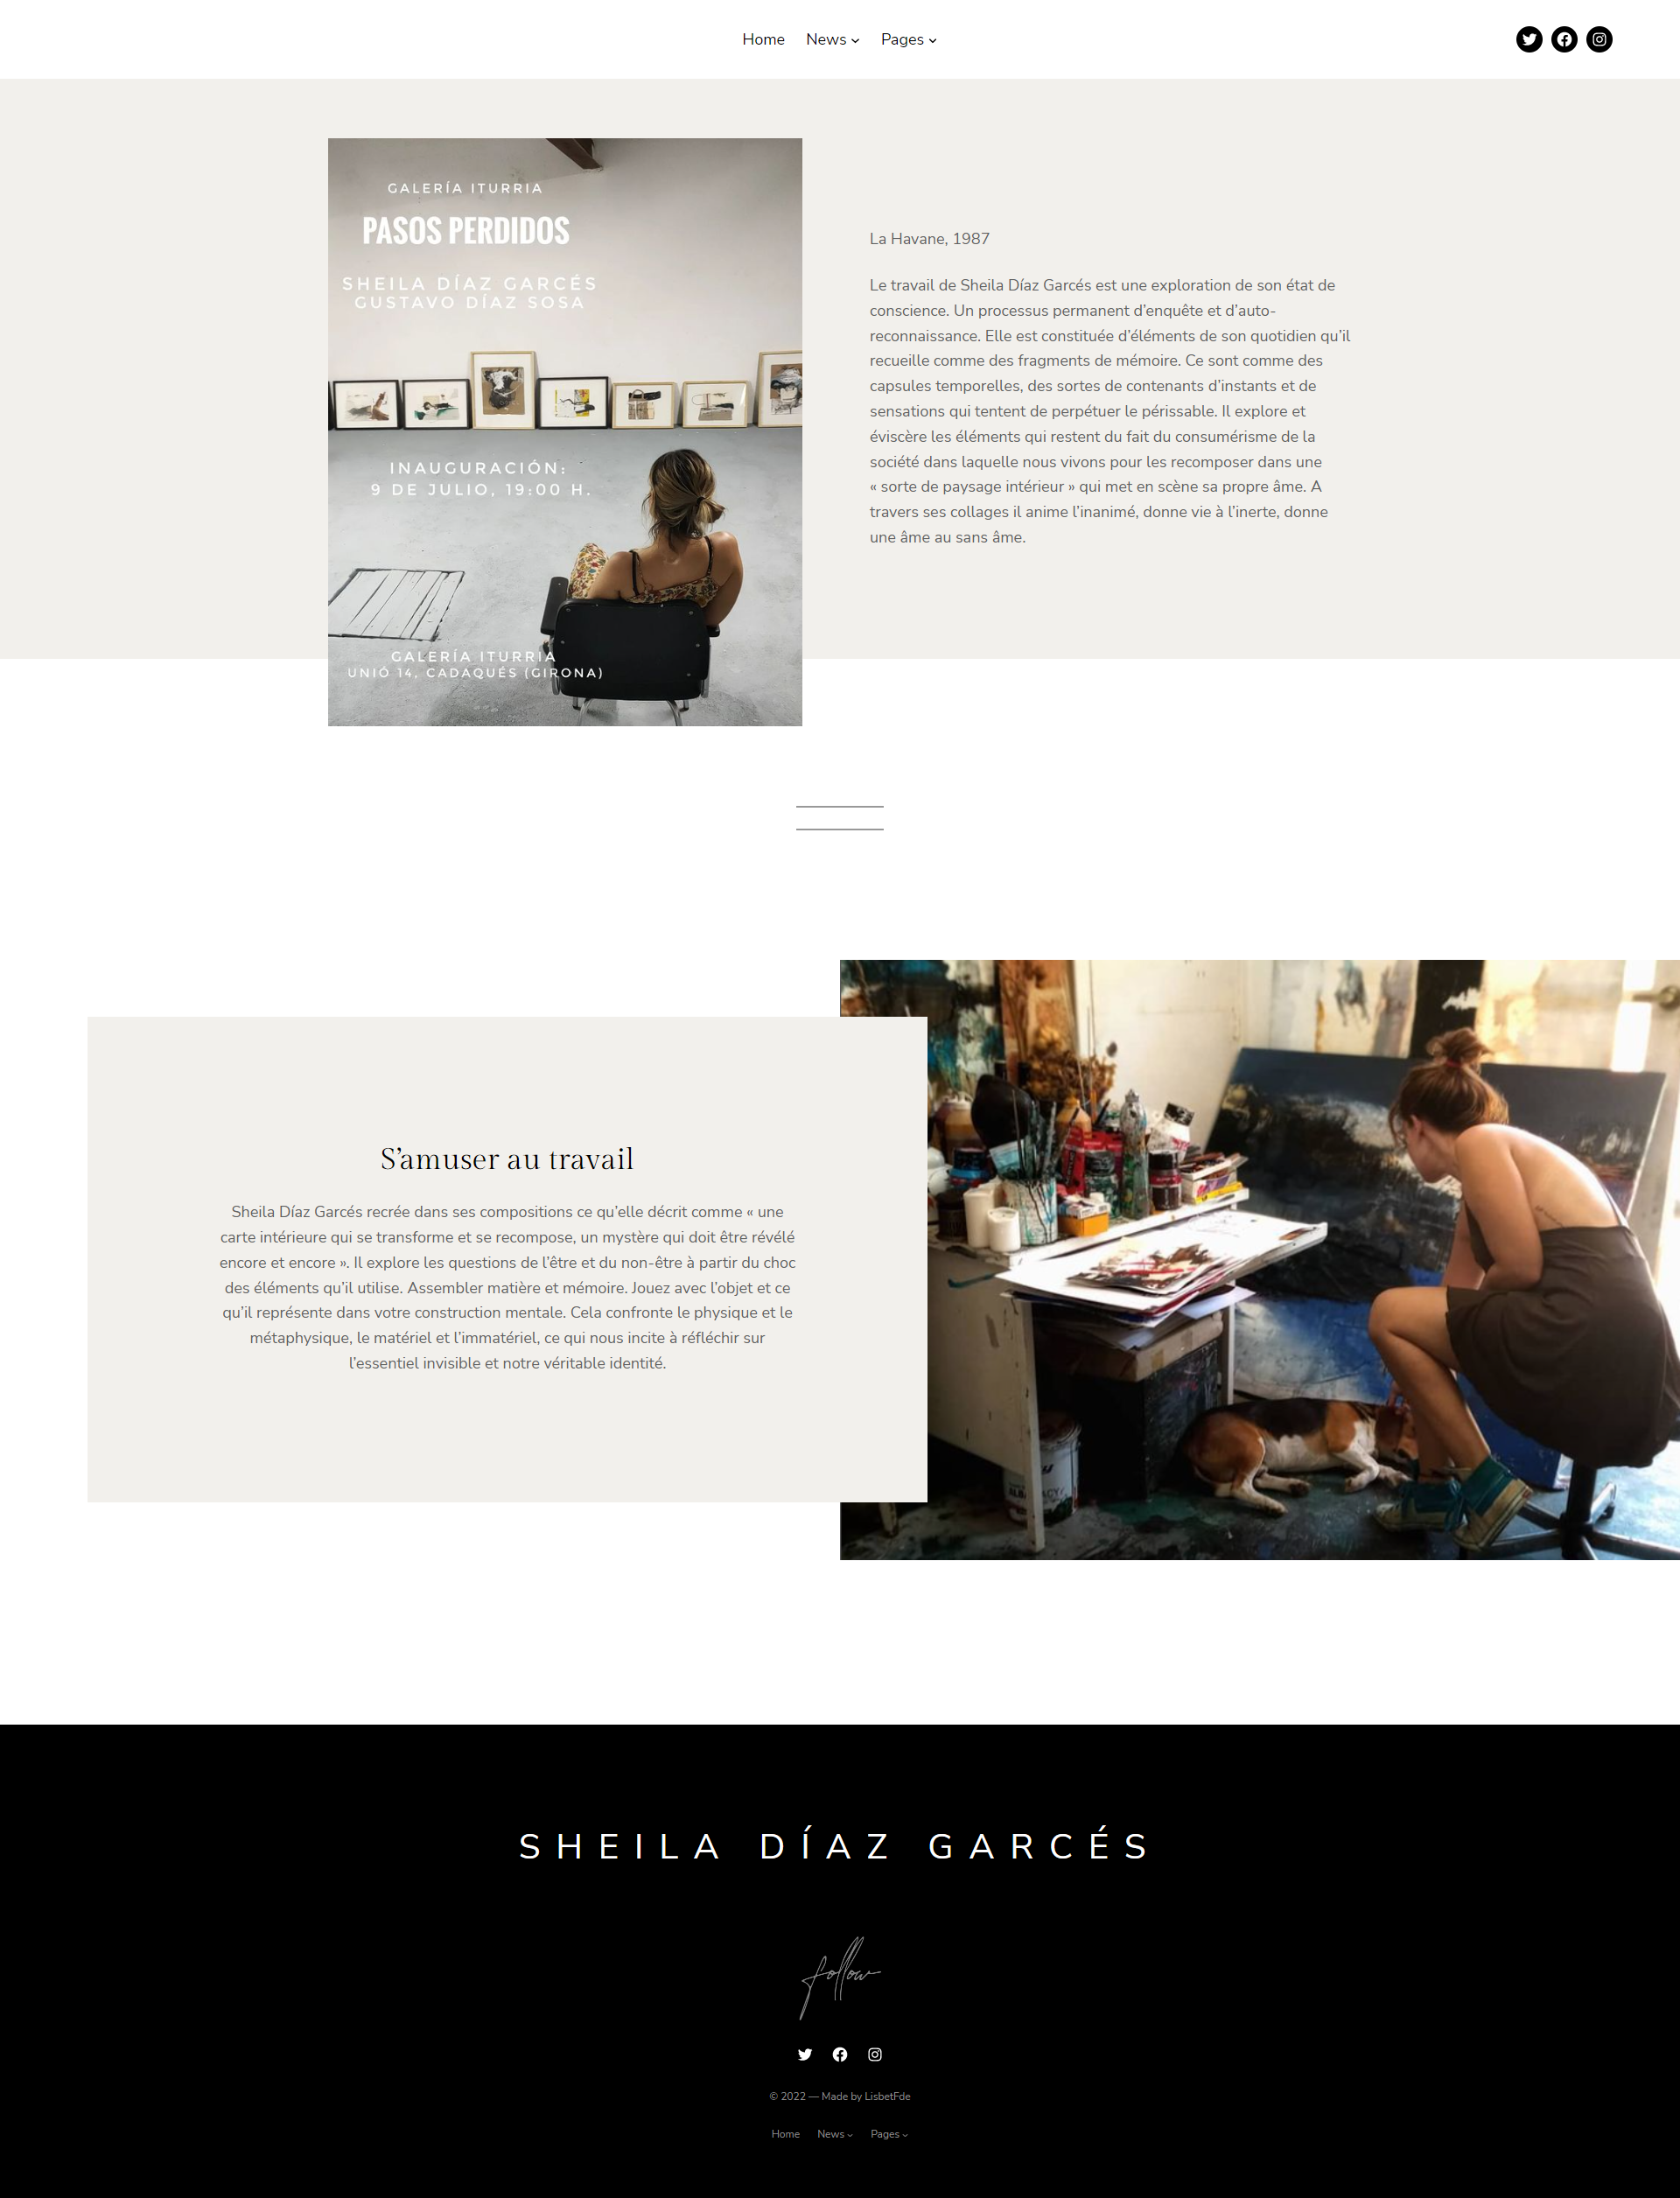 Home News Pages
GALERÍA ITURRIA
PASOS PERDIDOS
SHEILA DÍAZ GARCÉS
GUSTAVO DÍAZ SOSA
INAUGURACIÓN:
9 DE JULIO, 19:00 H.
GALERÍA ITURRIA
UNIÓ 14, CADAQUÉS (GIRONA)
La Havane, 1987
Le travail de Sheila Díaz Garcés est une exploration de son état de
conscience. Un processus permanent d’enquête et d’auto-
reconnaissance. Elle est constituée d’éléments de son quotidien qu’il
recueille comme des fragments de mémoire. Ce sont comme des
capsules temporelles, des sortes de contenants d’instants et de
sensations qui tentent de perpétuer le périssable. Il explore et
éviscère les éléments qui restent du fait du consumérisme de la
société dans laquelle nous vivons pour les recomposer dans une
« sorte de paysage intérieur » qui met en scène sa propre âme. A
travers ses collages il anime l’inanimé, donne vie à l’inerte, donne
une âme au sans âme.
S’amuser au travail
Sheila Díaz Garcés recrée dans ses compositions ce qu’elle décrit comme « une
carte intérieure qui se transforme et se recompose, un mystère qui doit être révélé
encore et encore ». Il explore les questions de l’être et du non-être à partir du choc
des éléments qu’il utilise. Assembler matière et mémoire. Jouez avec l’objet et ce
qu’il représente dans votre construction mentale. Cela confronte le physique et le
métaphysique, le matériel et l’immatériel, ce qui nous incite à réfléchir sur
l’essentiel invisible et notre véritable identité.
SHEILA DÍAZ GARCÉS
follow
© 2022 — Made by LisbetFde
Home News Pages